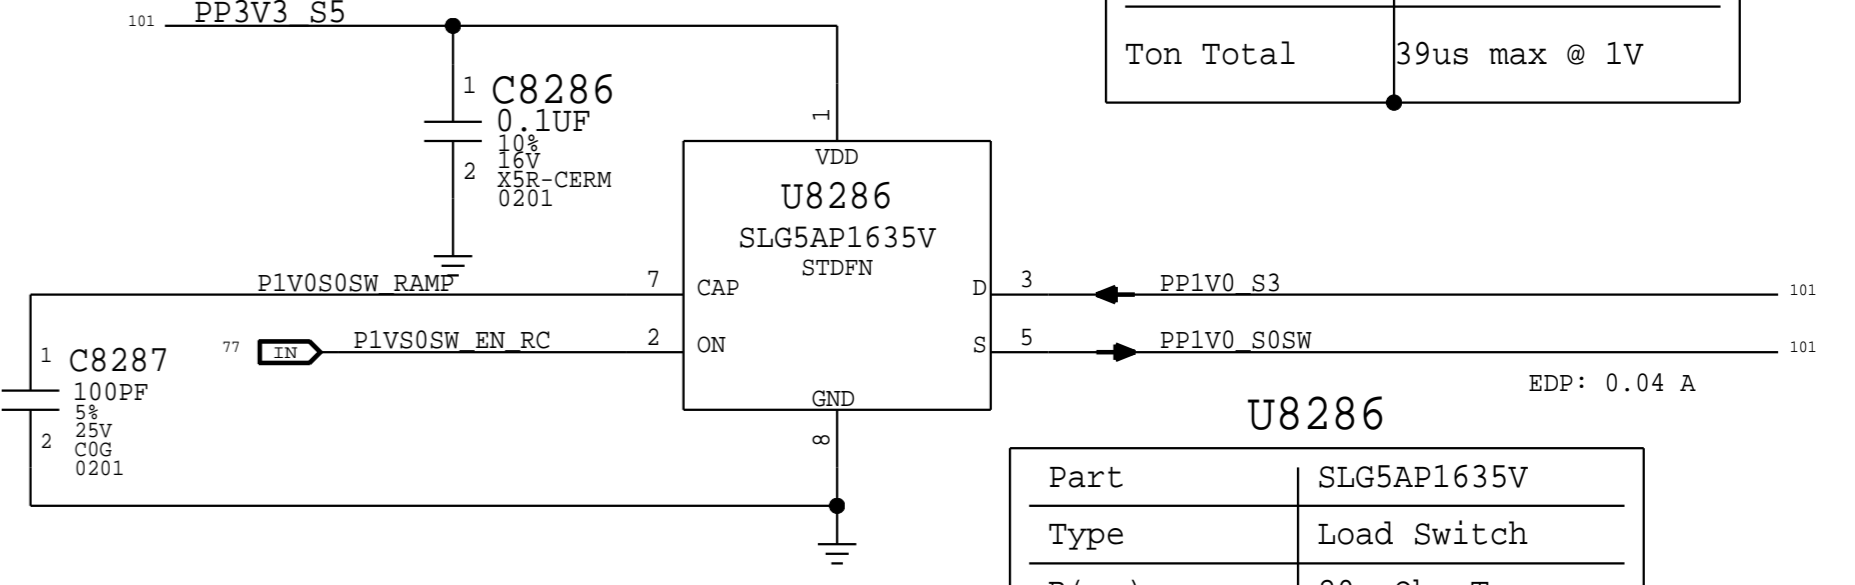 101 PP3V3_S5
Ton Total 39us max @ 1V
1 C8286
0.1UF
10%
16V
2 X5R-CERM
0201
1
VDD
U8286
SLG5AP1635V
STDFN
P1V0S0SW_RAMP 7 CAP
D 3 PP1V0_S3 101
77 IN P1VS0SW_EN_RC 2 ON
S 5 PP1V0_S0SW 101
EDP: 0.04 A
GND
8
1 C8287
100PF
5%
25V
2 C0G
0201
U8286
Part SLG5AP1635V
Type Load Switch